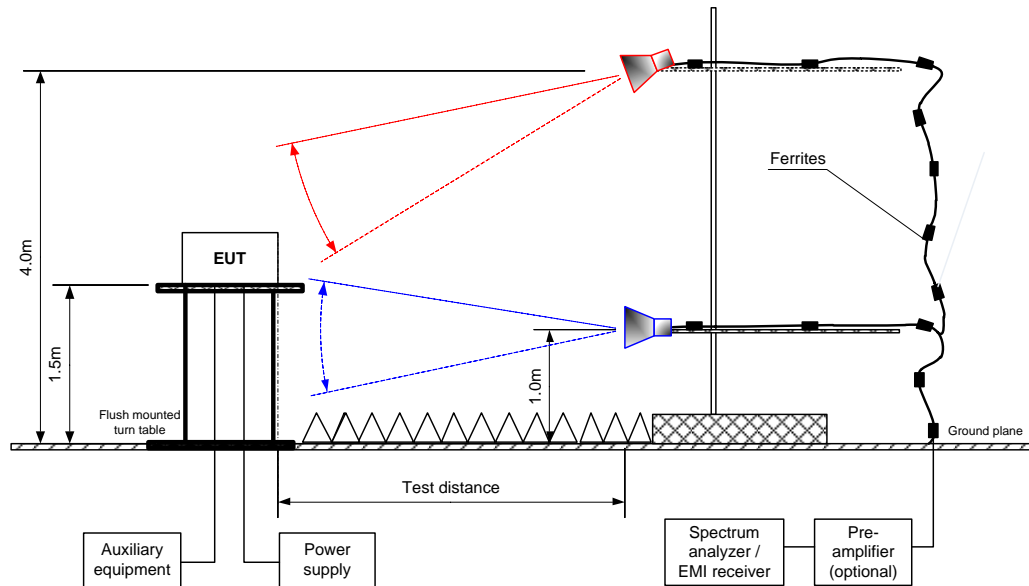 Ferrites
4.0m
EUT
1.5m
1.0m
Flush mounted
turn table
Ground plane
Test distance
Auxiliary
equipment
Power
supply
Spectrum
analyzer /
EMI receiver
Pre-
amplifier
(optional)